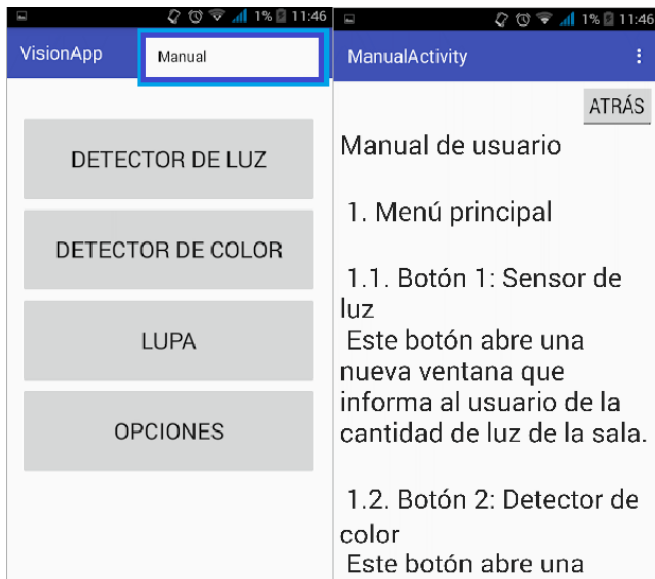 1% 11:46
VisionApp
Manual
DETECTOR DE LUZ
DETECTOR DE COLOR
LUPA
OPCIONES
1% 11:46
ManualActivity
ATRÁS
Manual de usuario
1. Menú principal
1.1. Botón 1: Sensor de
luz
Este botón abre una
nueva ventana que
informa al usuario de la
cantidad de luz de la sala.
1.2. Botón 2: Detector de
color
Este botón abre una